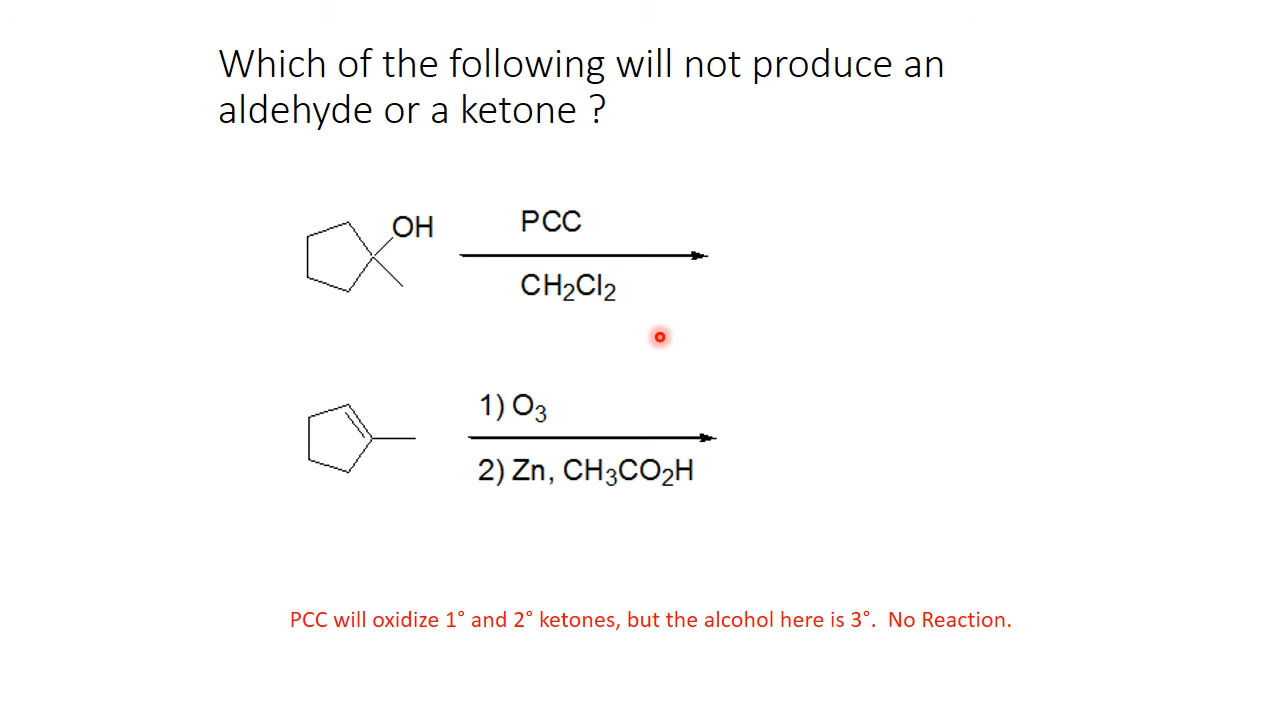 Which of the following will not produce an
aldehyde or a ketone ?
OH
PCC
CH₂Cl₂
1) O₃
2) Zn, CH₃CO₂H
PCC will oxidize 1° and 2° ketones, but the alcohol here is 3°.  No Reaction.